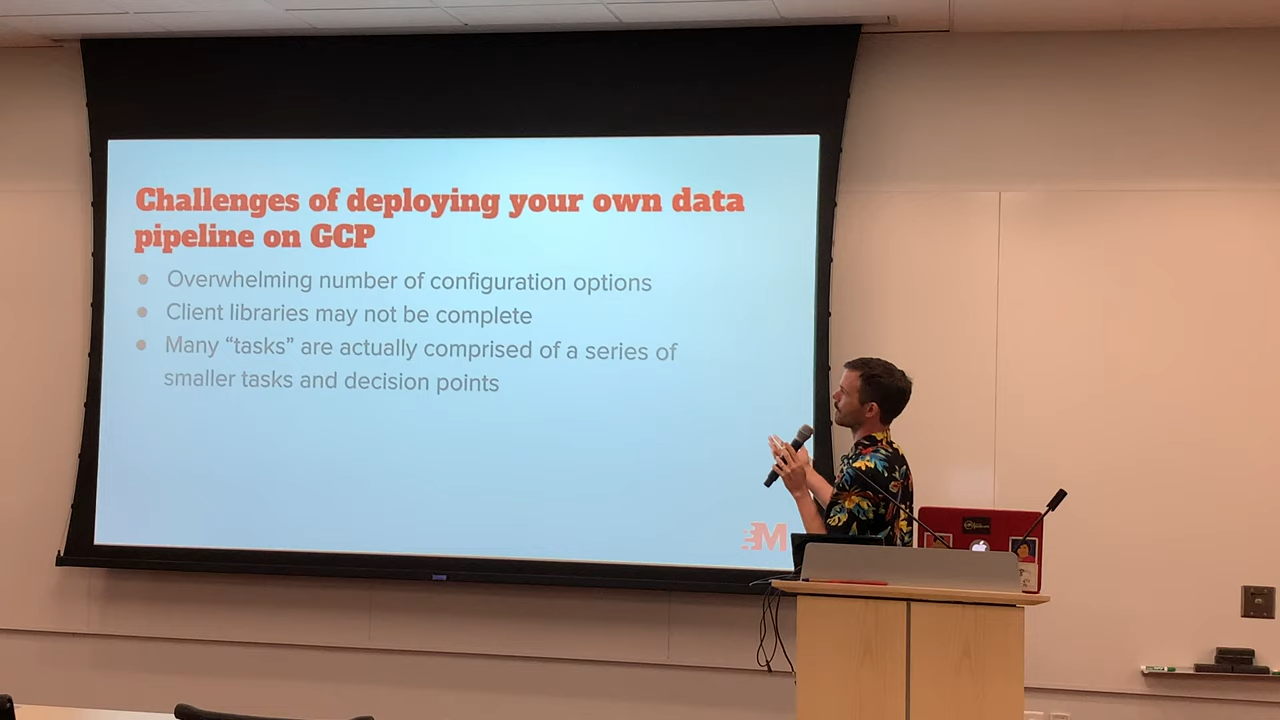 Challenges of deploying your own data
pipeline on GCP
● Overwhelming number of configuration options
● Client libraries may not be complete
● Many “tasks” are actually comprised of a series of
smaller tasks and decision points
M